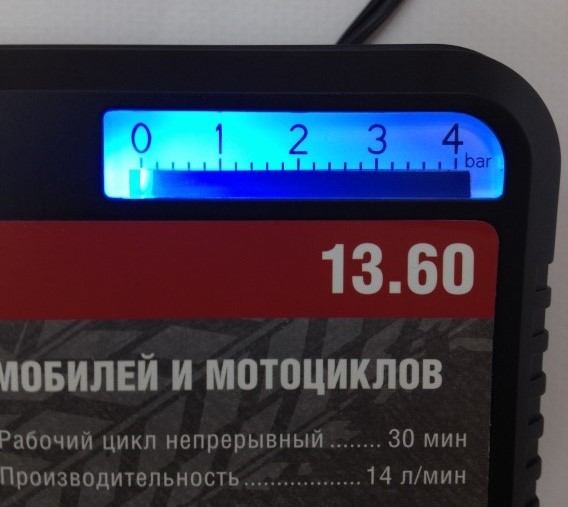 0 1 2 3 4
bar
13.60
МОБИЛЕЙ И МОТОЦИКЛОВ
Рабочий цикл непрерывный ........ 30 мин
Производительность .................. 14 л/мин